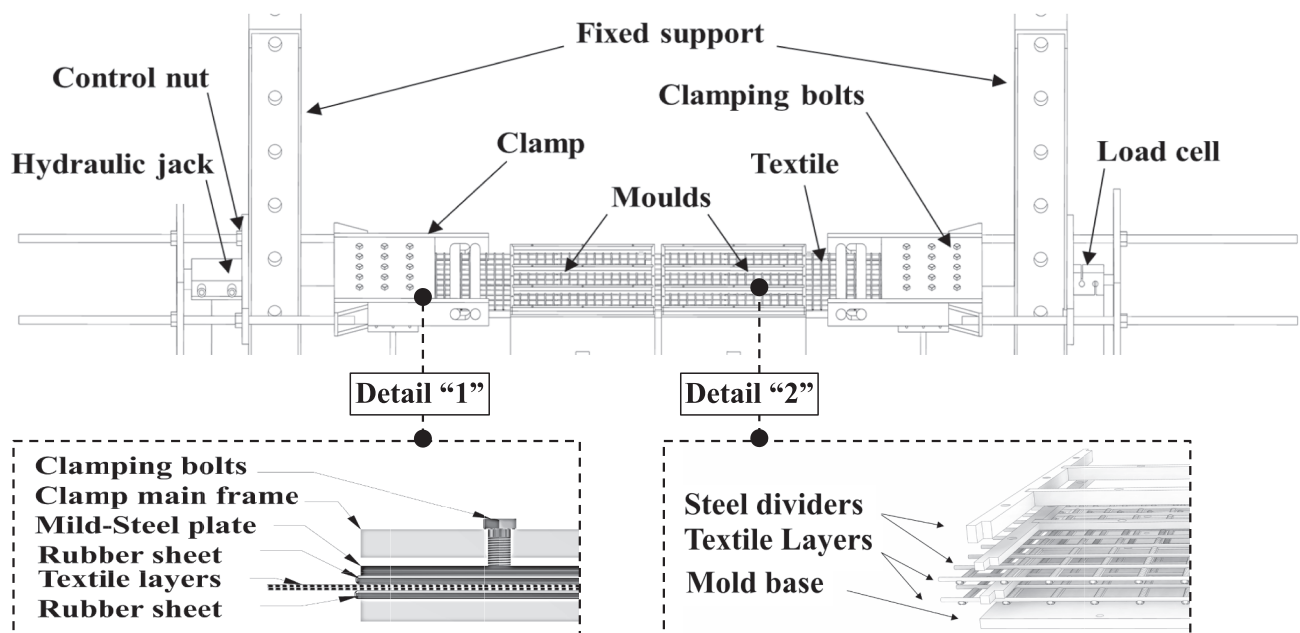 Fixed support
Control nut
Clamping bolts
Hydraulic jack
Clamp
Textile
Load cell
Moulds
Detail “1”
Detail “2”
Clamping bolts
Clamp main frame
Mild-Steel plate
Rubber sheet
Textile layers
Rubber sheet
Steel dividers
Textile Layers
Mold base